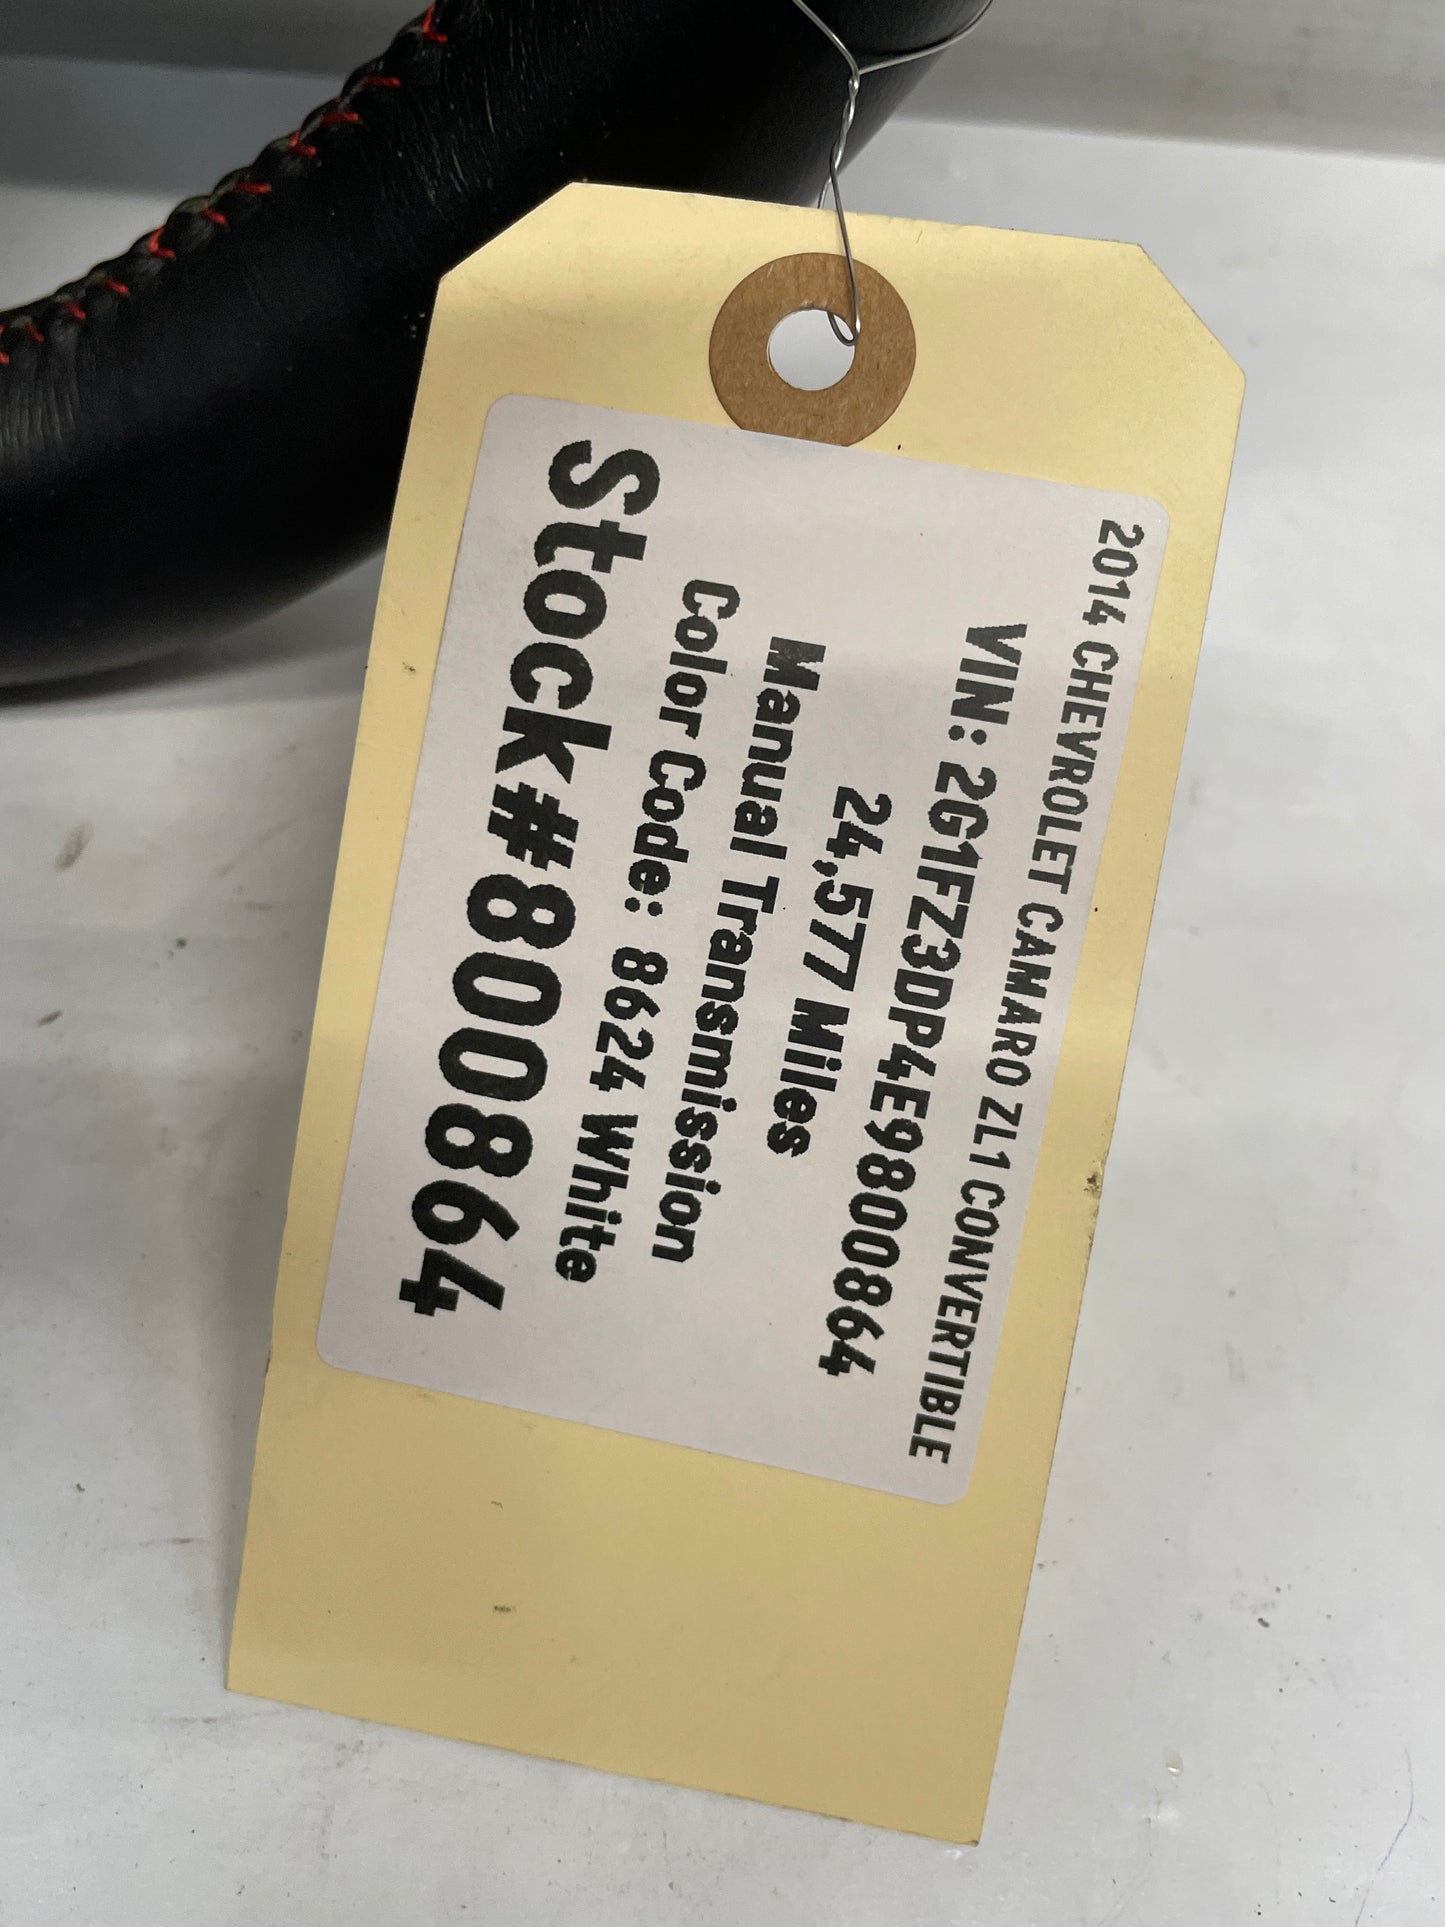 2014 CHEVROLET CAMARO ZL1 CONVERTIBLE
VIN: 2G1FZ3DP4E9800864
24,577 Miles
Manual Transmission
Color Code: 8624 White
Stock#800864